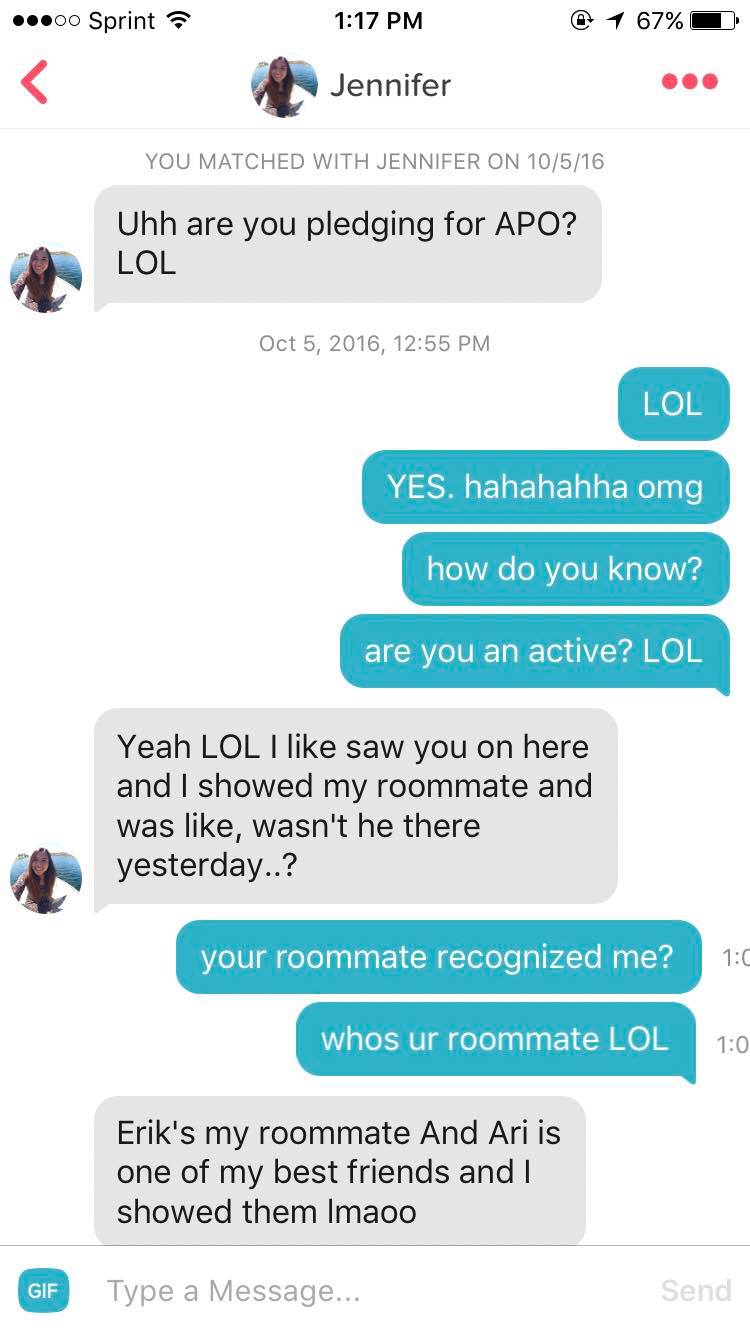 Sprint 1:17 PM 67%
Jennifer
YOU MATCHED WITH JENNIFER ON 10/5/16
Uhh are you pledging for APO?
LOL
Oct 5, 2016, 12:55 PM
LOL
YES. hahahahha omg
how do you know?
are you an active? LOL
Yeah LOL I like saw you on here
and I showed my roommate and
was like, wasn't he there
yesterday..?
your roommate recognized me?
whos ur roommate LOL
Erik's my roommate And Ari is
one of my best friends and I
showed them lmaoo
GIF Type a Message... Send